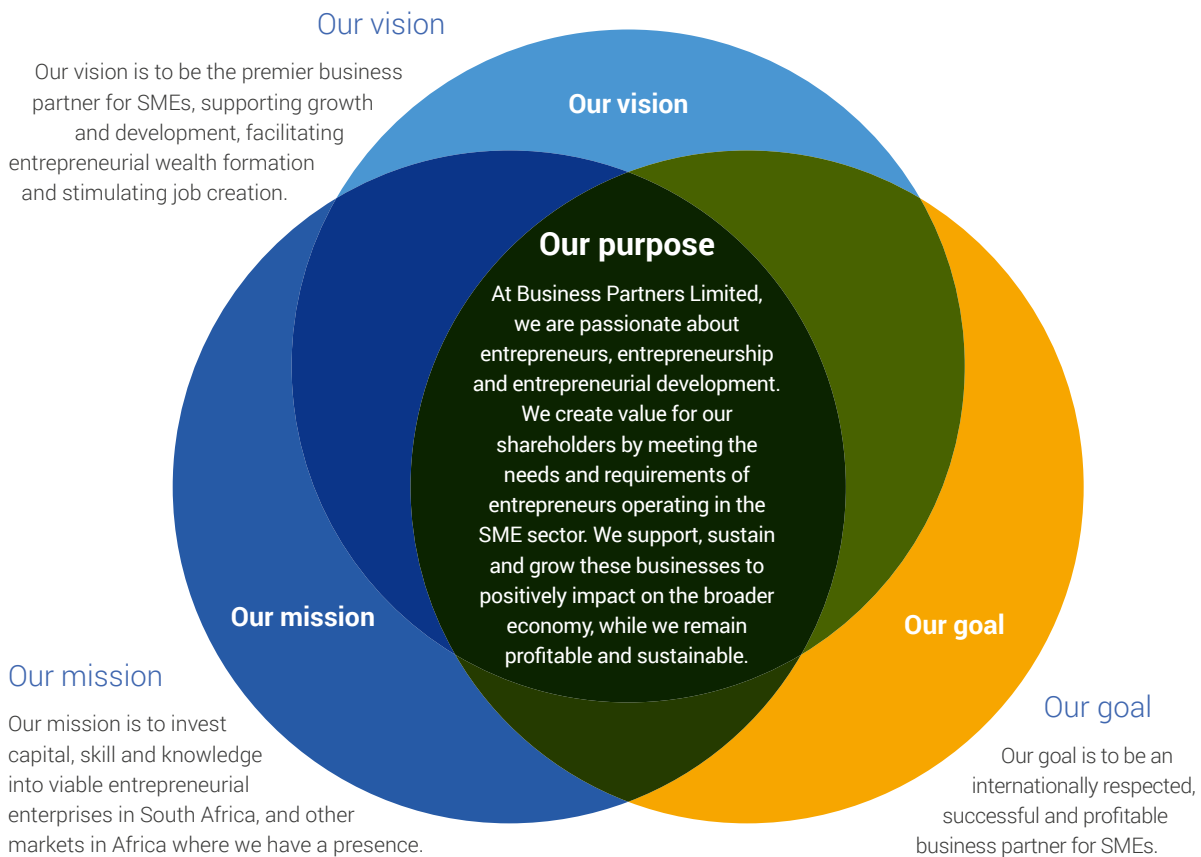 Our vision
Our vision is to be the premier business
partner for SMEs, supporting growth
and development, facilitating
entrepreneurial wealth formation
and stimulating job creation.
Our vision
Our purpose
At Business Partners Limited,
we are passionate about
entrepreneurs, entrepreneurship
and entrepreneurial development.
We create value for our
shareholders by meeting the
needs and requirements of
entrepreneurs operating in the
SME sector. We support, sustain
and grow these businesses to
positively impact on the broader
economy, while we remain
profitable and sustainable.
Our mission
Our goal
Our mission
Our mission is to invest
capital, skill and knowledge
into viable entrepreneurial
enterprises in South Africa, and other
markets in Africa where we have a presence.
Our goal
Our goal is to be an
internationally respected,
successful and profitable
business partner for SMEs.